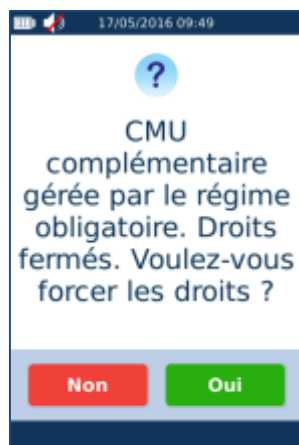 17/05/2016 09:49
?
CMU
complémentaire
gérée par le régime
obligatoire. Droits
fermés. Voulez-vous
forcer les droits ?
Non Oui